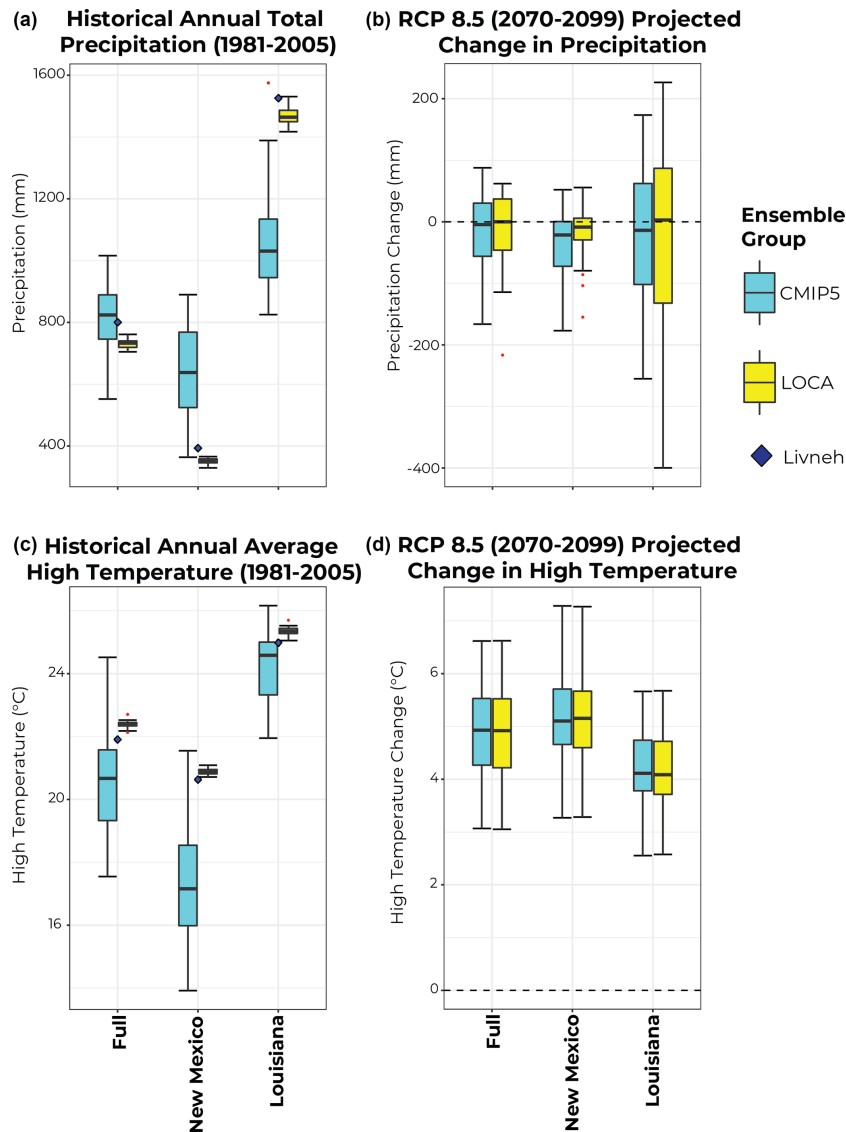 (a) Historical Annual Total
Precipitation (1981-2005)
Preicpitation (mm)
1600
1200
800
400
(b) RCP 8.5 (2070-2099) Projected
Change in Precipitation
Precipitation Change (mm)
200
0
-200
-400
Ensemble
Group
CMIP5
LOCA
Livneh
(c) Historical Annual Average
High Temperature (1981-2005)
High Temperature (°C)
24
20
16
Full
New Mexico
Louisiana
(d) RCP 8.5 (2070-2099) Projected
Change in High Temperature
High Temperature Change (°C)
6
4
2
0
Full
New Mexico
Louisiana